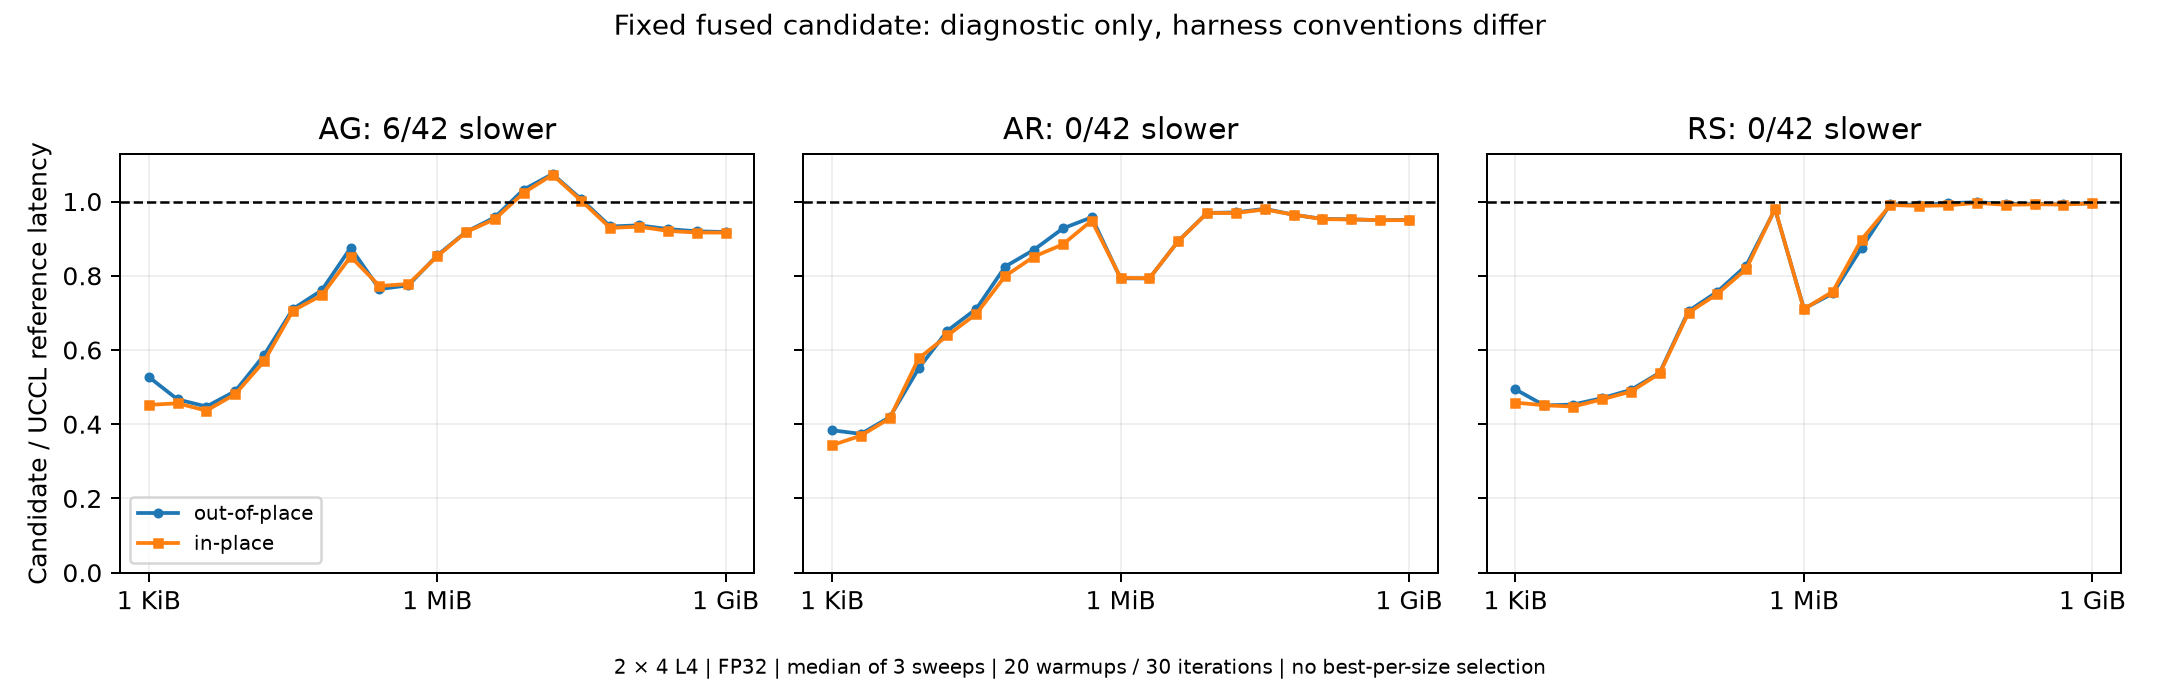 Fixed fused candidate: diagnostic only, harness conventions differ
AG: 6/42 slower
AR: 0/42 slower
RS: 0/42 slower
Candidate / UCCL reference latency
1.0
0.8
0.6
0.4
0.2
0.0
out-of-place
in-place
1 KiB
1 MiB
1 GiB
1 KiB
1 MiB
1 GiB
1 KiB
1 MiB
1 GiB
2 × 4 L4 | FP32 | median of 3 sweeps | 20 warmups / 30 iterations | no best-per-size selection